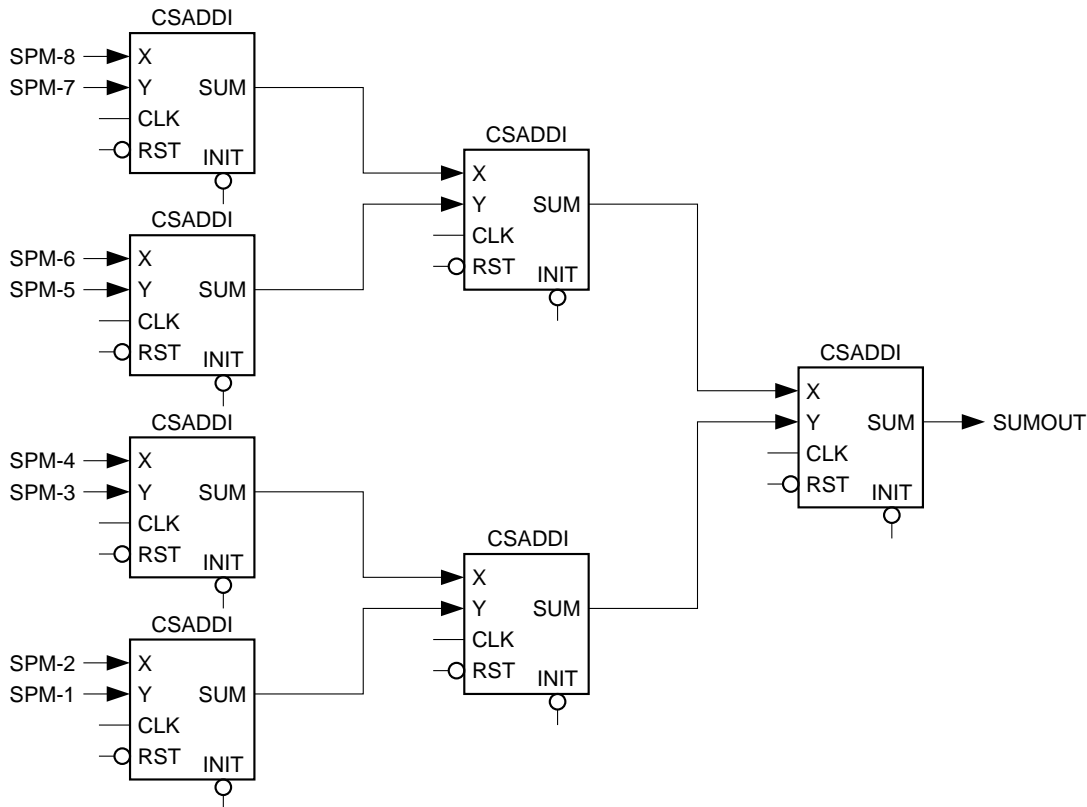 CSADDI
SPM-8
X
SPM-7
Y
SUM
CLK
RST
INIT
CSADDI
SPM-6
X
SPM-5
Y
SUM
CLK
RST
INIT
CSADDI
SPM-4
X
SPM-3
Y
SUM
CLK
RST
INIT
CSADDI
SPM-2
X
SPM-1
Y
SUM
CLK
RST
INIT
CSADDI
X
Y
SUM
CLK
RST
INIT
CSADDI
X
Y
SUM
CLK
RST
INIT
CSADDI
X
Y
SUM
SUMOUT
CLK
RST
INIT